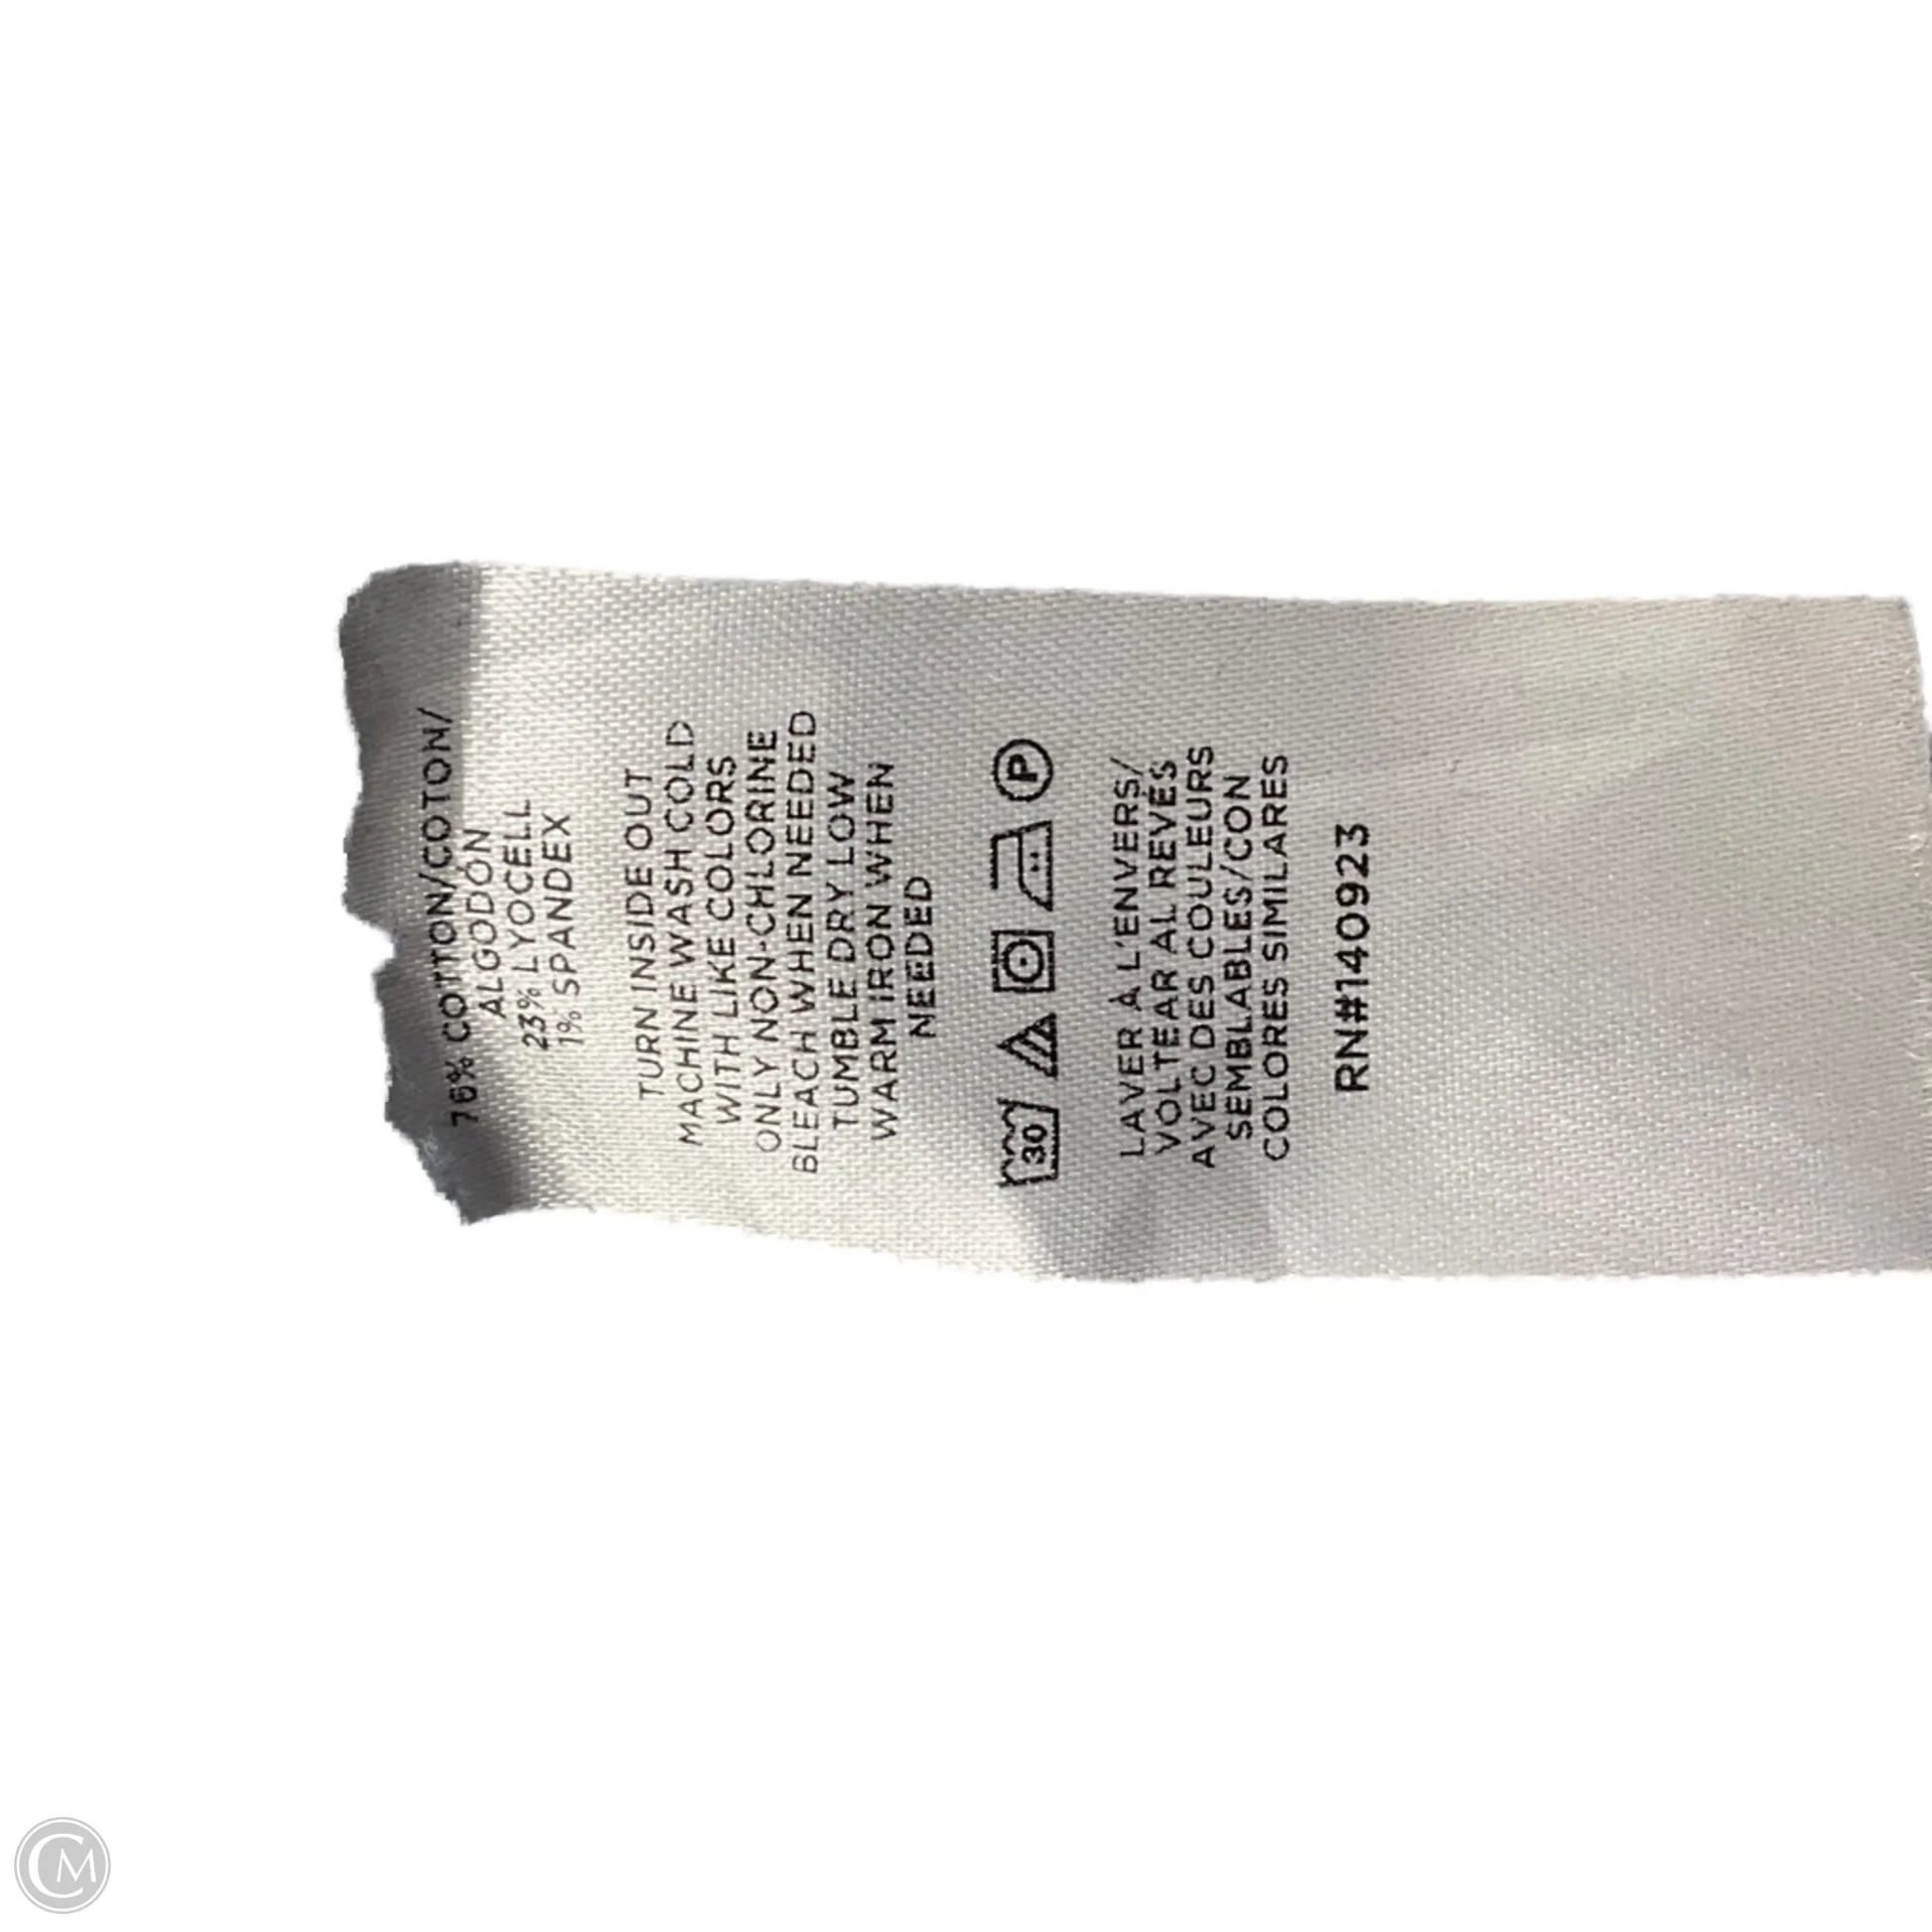 76% COTTON/COTON/
ALGODÓN
23% LYOCELL
1% SPANDEX
TURN INSIDE OUT
MACHINE WASH COLD
WITH LIKE COLORS
ONLY NON-CHLORINE
BLEACH WHEN NEEDED
TUMBLE DRY LOW
WARM IRON WHEN
NEEDED
30 P
LAVER À L'ENVERS/
VOLTEAR AL REVÉS
AVEC DES COULEURS
SEMBLABLES/CON
COLORES SIMILARES
RN#140923
CM